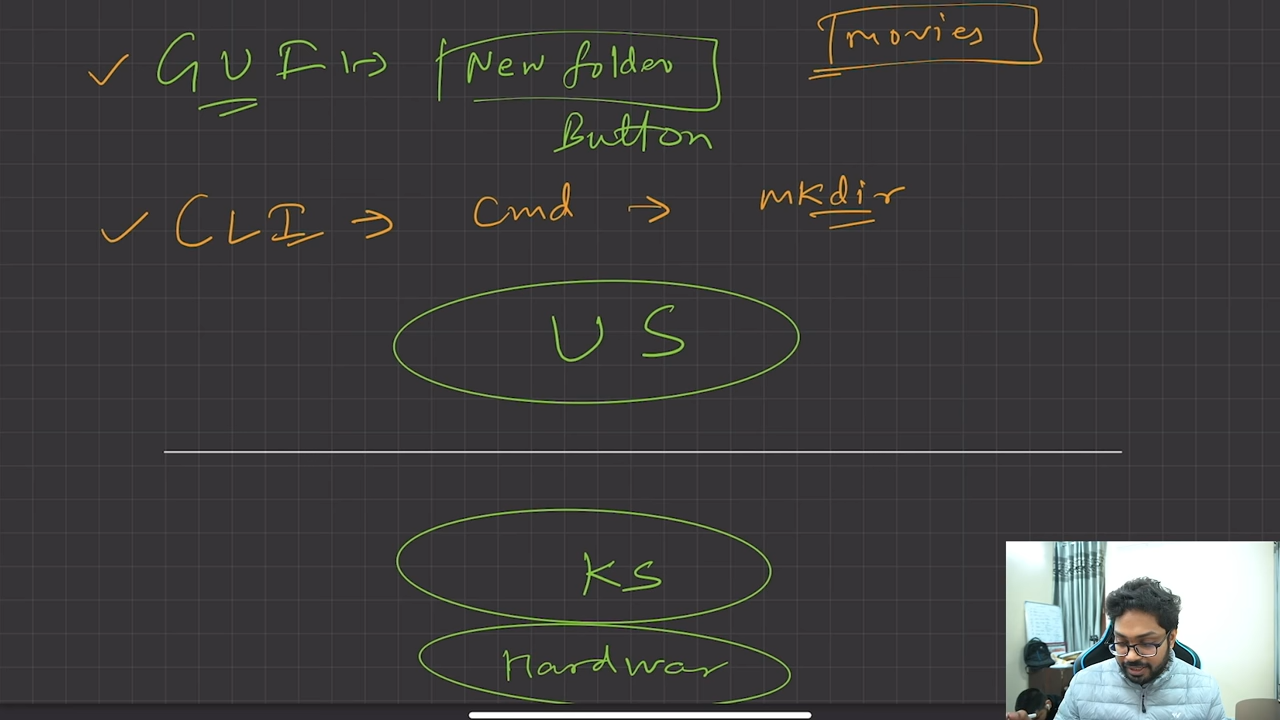 ✓ GUI ↦ New folder
Button
movies
✓ CLI → cmd → mkdir
US
KS
Hardwar